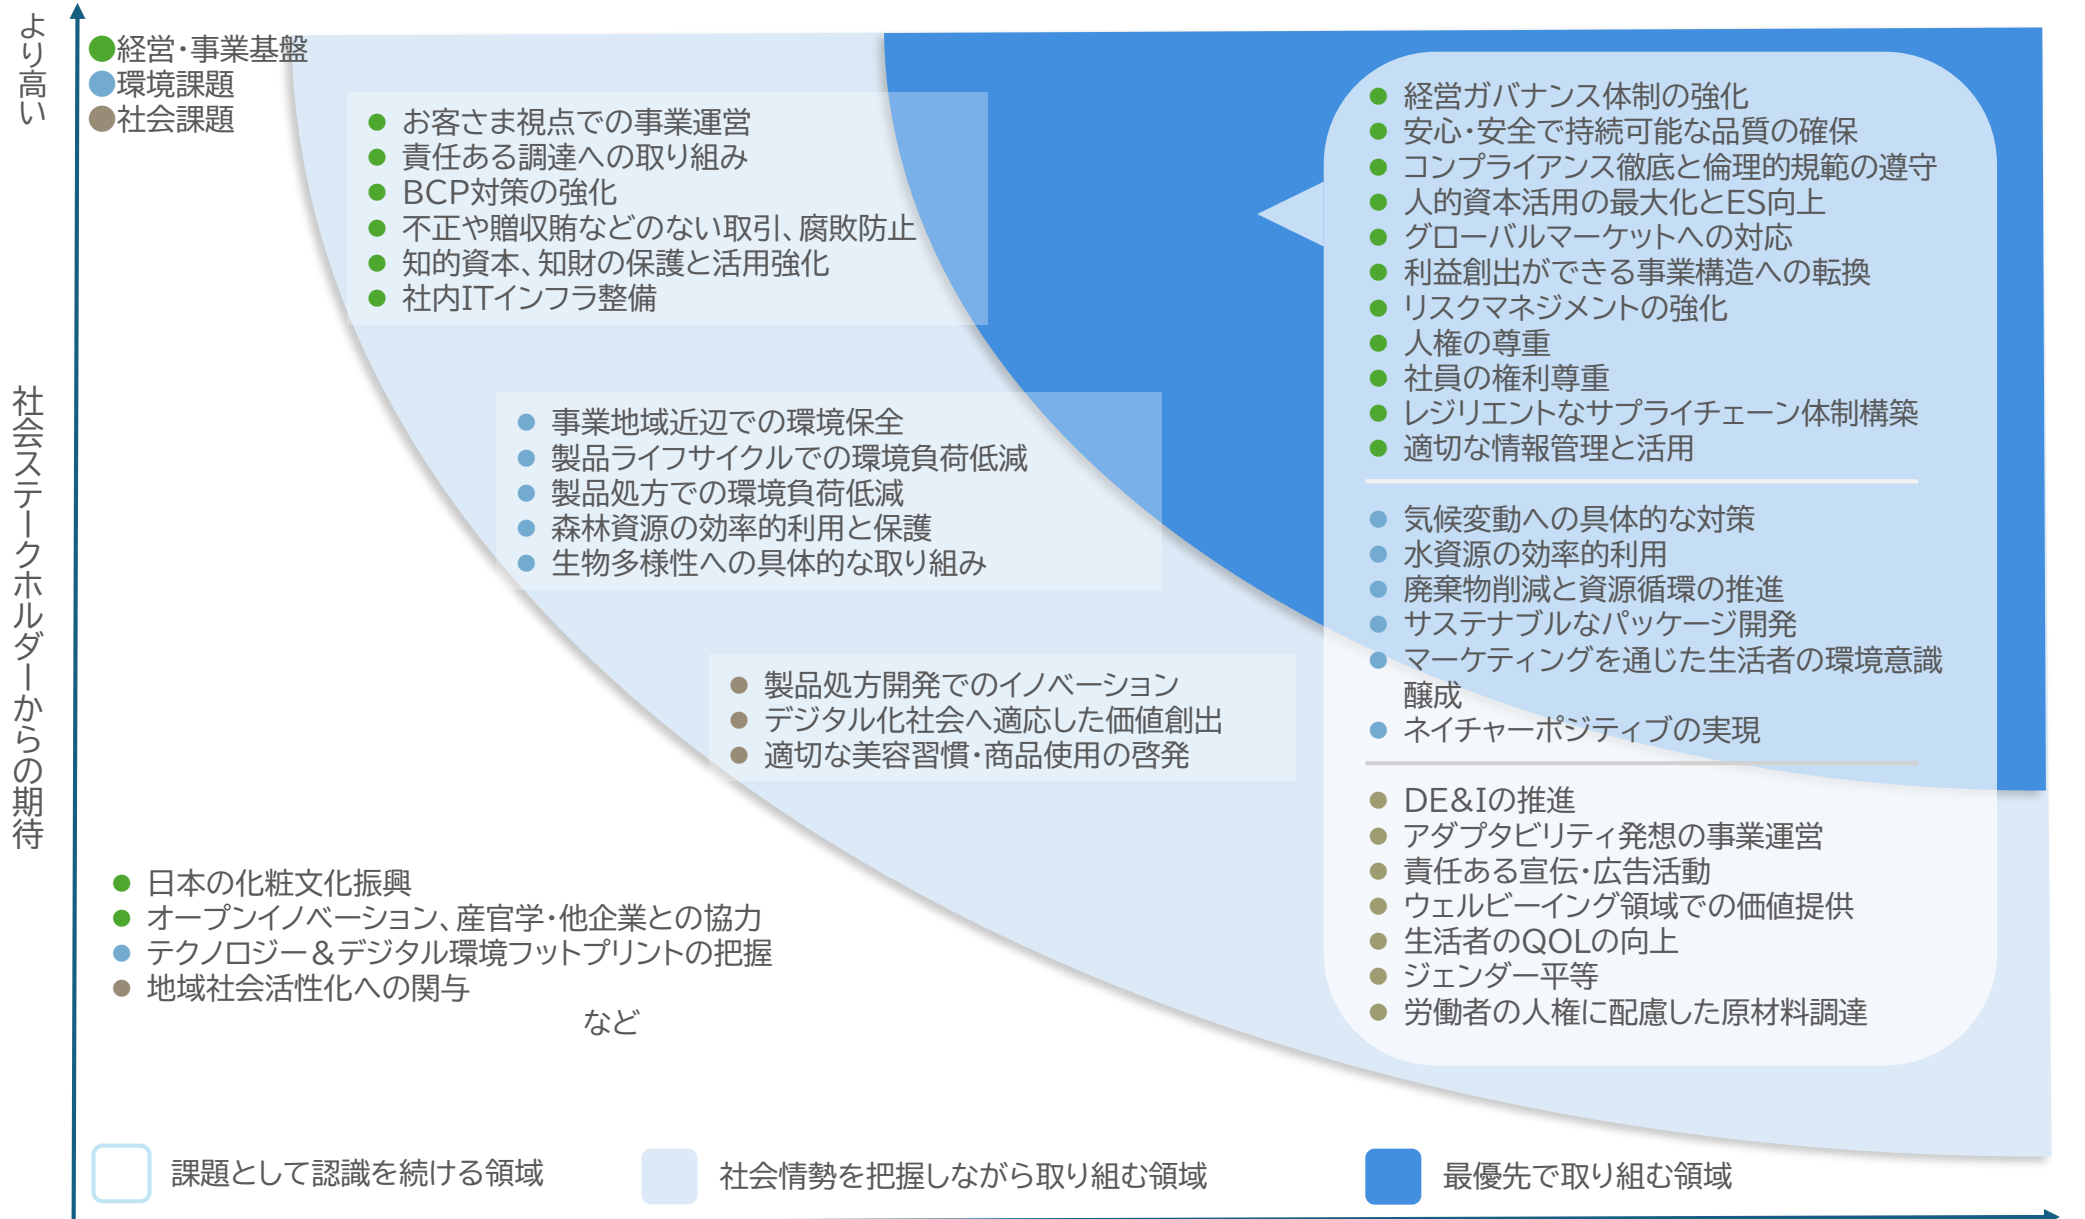 より高い
社会ステークホルダーからの期待
経営・事業基盤
環境課題
社会課題
お客さま視点での事業運営
責任ある調達への取り組み
BCP対策の強化
不正や贈収賄などのない取引、腐敗防止
知的資本、知財の保護と活用強化
社内ITインフラ整備
事業地域近辺での環境保全
製品ライフサイクルでの環境負荷低減
製品処方での環境負荷低減
森林資源の効率的利用と保護
生物多様性への具体的な取り組み
製品処方開発でのイノベーション
デジタル化社会へ適応した価値創出
適切な美容習慣・商品使用の啓発
経営ガバナンス体制の強化
安心・安全で持続可能な品質の確保
コンプライアンス徹底と倫理的規範の遵守
人的資本活用の最大化とES向上
グローバルマーケットへの対応
利益創出ができる事業構造への転換
リスクマネジメントの強化
人権の尊重
社員の権利尊重
レジリエントなサプライチェーン体制構築
適切な情報管理と活用
気候変動への具体的な対策
水資源の効率的利用
廃棄物削減と資源循環の推進
サステナブルなパッケージ開発
マーケティングを通じた生活者の環境意識
醸成
ネイチャーポジティブの実現
DE&Iの推進
アダプタビリティ発想の事業運営
責任ある宣伝・広告活動
ウェルビーイング領域での価値提供
生活者のQOLの向上
ジェンダー平等
労働者の人権に配慮した原材料調達
日本の化粧文化振興
オープンイノベーション、産官学・他企業との協力
テクノロジー＆デジタル環境フットプリントの把握
地域社会活性化への関与
など
課題として認識を続ける領域
社会情勢を把握しながら取り組む領域
最優先で取り組む領域